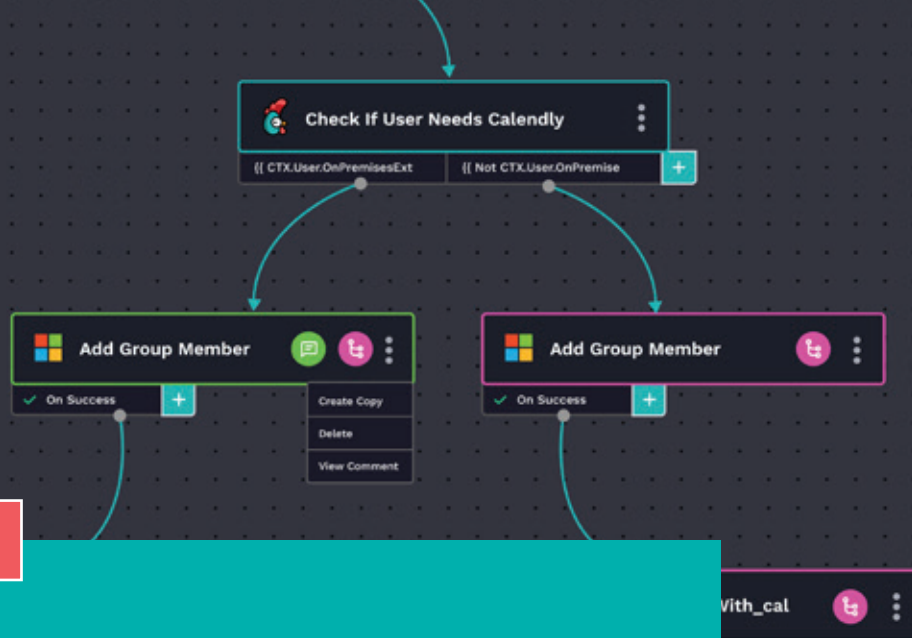 Check If User Needs Calendly
{{ CTX.User.OnPremisesExt
{{ Not CTX.User.OnPremise
+
Add Group Member
Add Group Member
On Success
+
On Success
+
Create Copy
Delete
View Comment
With_cal